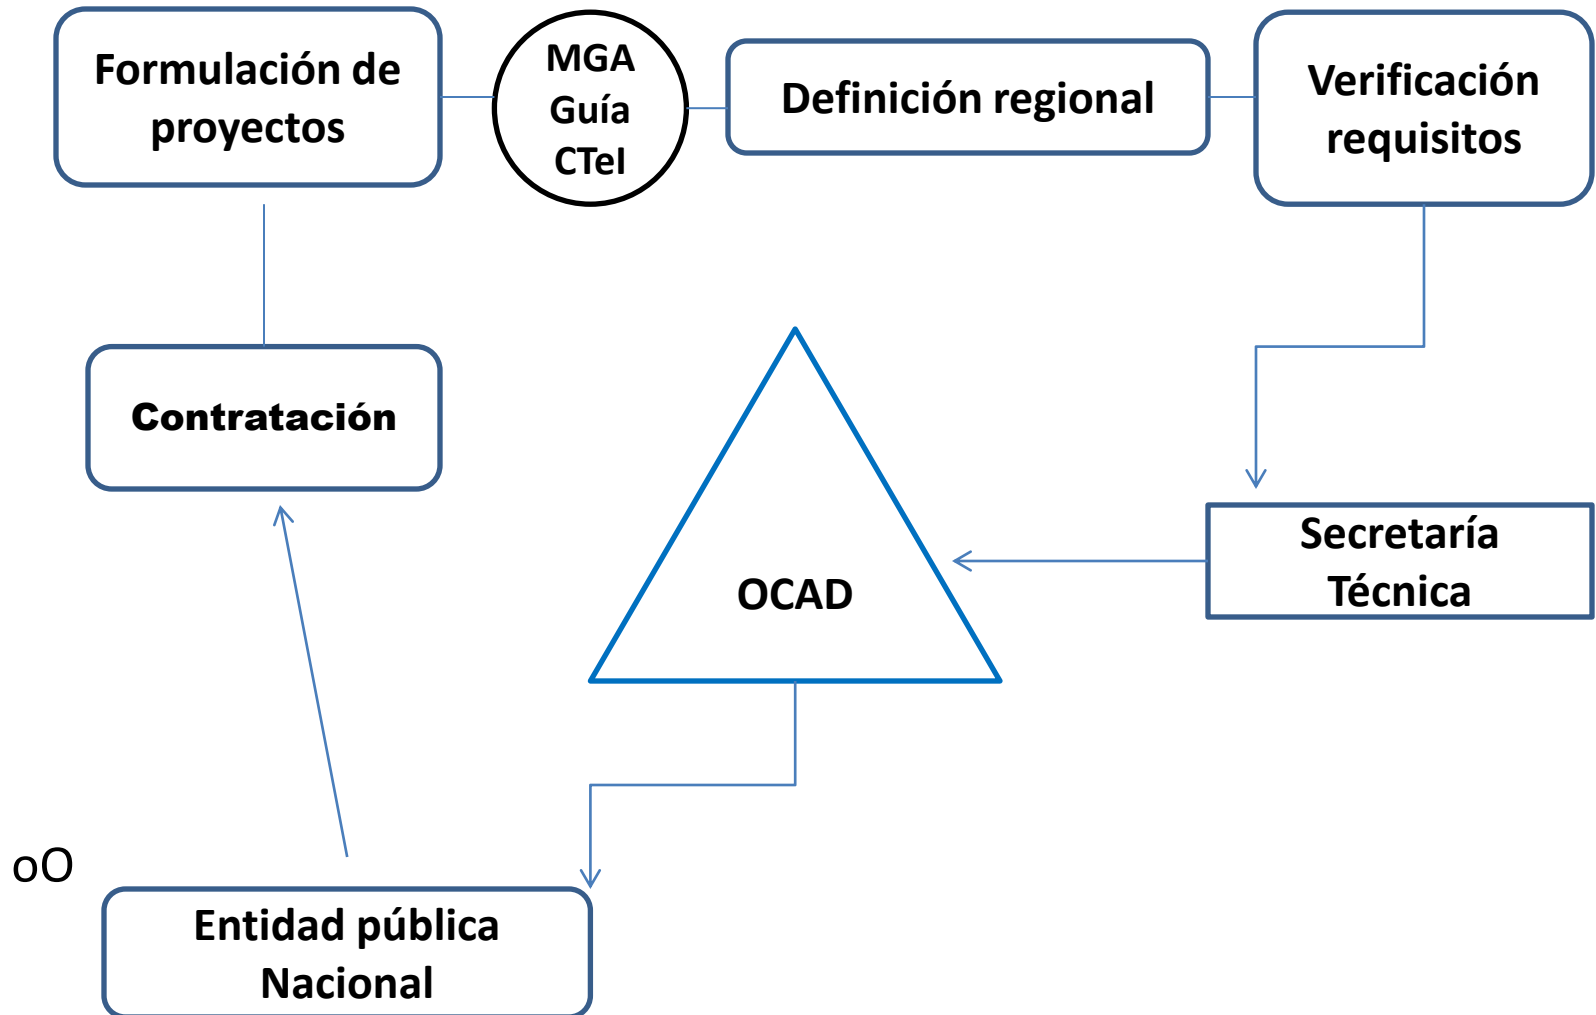 Formulación de
proyectos
MGA
Guía
CTeI
Definición regional
Verificación
requisitos
Contratación
OCAD
Secretaría
Técnica
oO
Entidad pública
Nacional